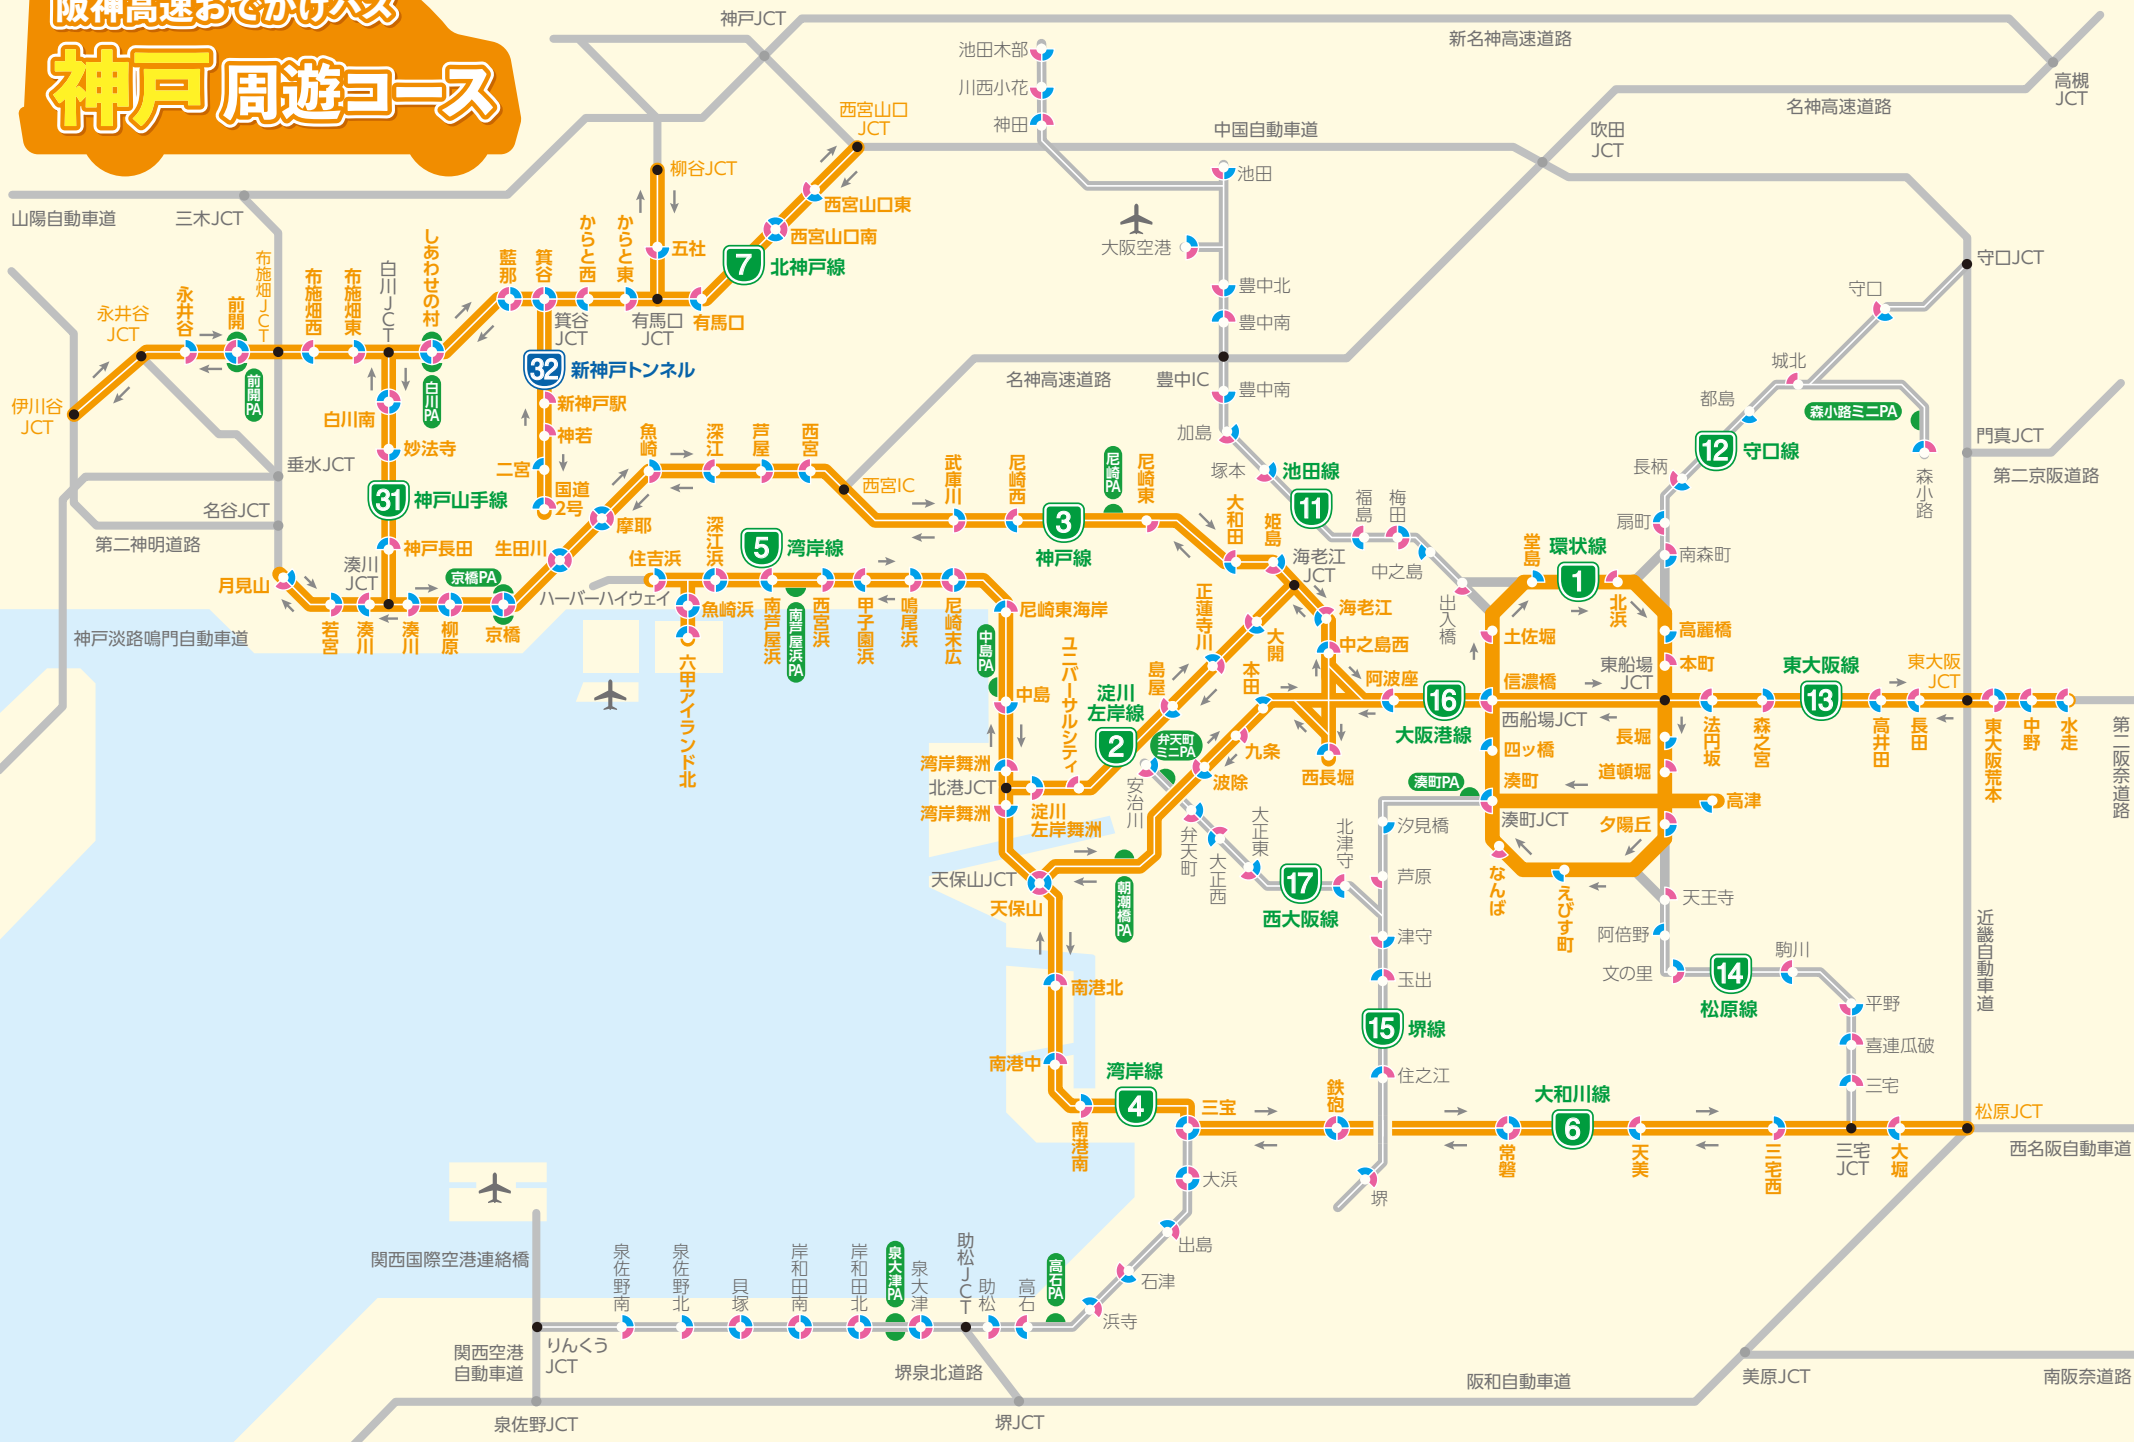 阪神高速おでかけパス
神戸周遊コース
神戸JCT
新名神高速道路
高槻
JCT
名神高速道路
池田木部
川西小花
神田
西宮山口
JCT
中国自動車道
吹田
JCT
柳谷JCT
池田
山陽自動車道
三木JCT
西宮山口東
西宮山口南
7
北神戸線
大阪空港
五社
からと西
からと東
箕谷
藍那
しあわせの村
白川JCT
布施畑東
布施畑西
布施畑JCT
前開
永井谷
永井谷
JCT
箕谷
JCT
有馬口
JCT
有馬口
守口JCT
豊中北
豊中南
守口
前開PA
白川PA
32
新神戸トンネル
名神高速道路
豊中IC
豊中南
城北
都島
森小路ミニPA
伊川谷
JCT
白川南
新神戸駅
神若
二宮
国道
2号
妙法寺
31
神戸山手線
垂水JCT
名谷JCT
第二神明道路
魚崎
深江
芦屋
西宮
西宮IC
武庫川
尼崎西
3
神戸線
尼崎PA
尼崎東
加島
塚本
池田線
11
福島
梅田
中之島
出入橋
長柄
12
守口線
扇町
南森町
森小路
門真JCT
第二京阪道路
摩耶
生田川
神戸長田
湊川
JCT
月見山
若宮
湊川
湊川
柳原
京橋PA
京橋
神戸淡路鳴門自動車道
ハーバーハイウェイ
住吉浜
深江浜
5
湾岸線
魚崎浜
六甲アイランド北
南芦屋浜
南芦屋浜PA
西宮浜
甲子園浜
鳴尾浜
尼崎末広
尼崎東海岸
中島PA
中島
湾岸舞洲
北港JCT
湾岸舞洲
淀川
左岸舞洲
ユニバーサルシティ
淀川
左岸線
2
島屋
正蓮寺川
大開
大和田
姫島
海老江
JCT
海老江
中之島西
本田
阿波座
九条
波除
西長堀
弁天町
ミニPA
安治川
弁天町
大正西
大正東
17
西大阪線
北津守
16
大阪港線
堂島
環状線
1
北浜
高麗橋
土佐堀
信濃橋
西船場JCT
四ッ橋
湊町PA
湊町
湊町JCT
本町
東船場
JCT
長堀
道頓堀
高津
夕陽丘
なんば
えびす町
法円坂
森之宮
東大阪線
13
高井田
長田
東大阪
JCT
東大阪荒本
中野
水走
第二阪奈道路
天保山JCT
天保山
朝潮橋PA
汐見橋
芦原
津守
玉出
15
堺線
住之江
堺
天王寺
阿倍野
文の里
14
松原線
駒川
平野
喜連瓜破
三宅
近畿自動車道
南港北
南港中
南港南
湾岸線
4
三宝
鉄砲
常磐
大和川線
6
天美
三宅西
三宅
JCT
大堀
松原JCT
西名阪自動車道
大浜
出島
石津
浜寺
高石PA
高石
助松
助松JCT
泉大津
泉大津PA
岸和田北
岸和田南
貝塚
泉佐野北
泉佐野南
関西国際空港連絡橋
りんくう
JCT
関西空港
自動車道
泉佐野JCT
堺泉北道路
堺JCT
阪和自動車道
美原JCT
南阪奈道路